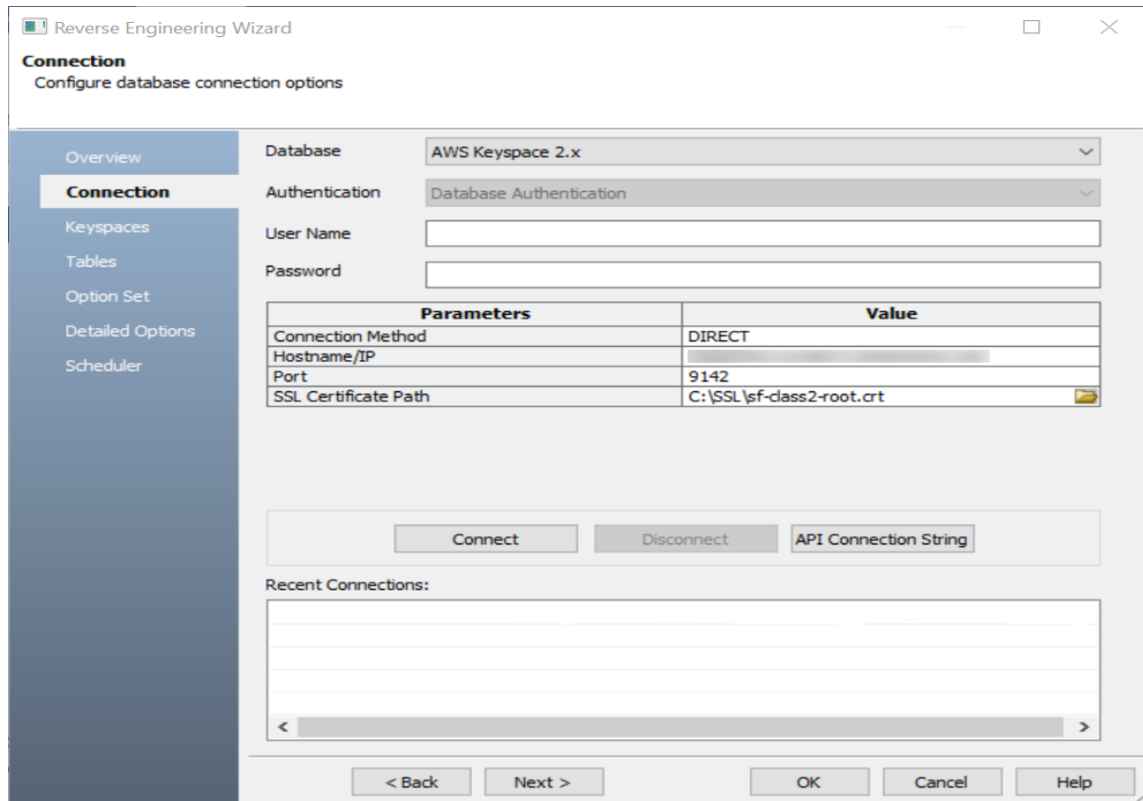 Reverse Engineering Wizard
Connection
Configure database connection options
Overview
Connection
Keyspaces
Tables
Option Set
Detailed Options
Scheduler
Database AWS Keyspace 2.x
Authentication Database Authentication
User Name
Password
Parameters Value
Connection Method DIRECT
Hostname/IP
Port 9142
SSL Certificate Path C:\SSL\sf-class2-root.crt
Connect Disconnect API Connection String
Recent Connections:
< Back Next > OK Cancel Help